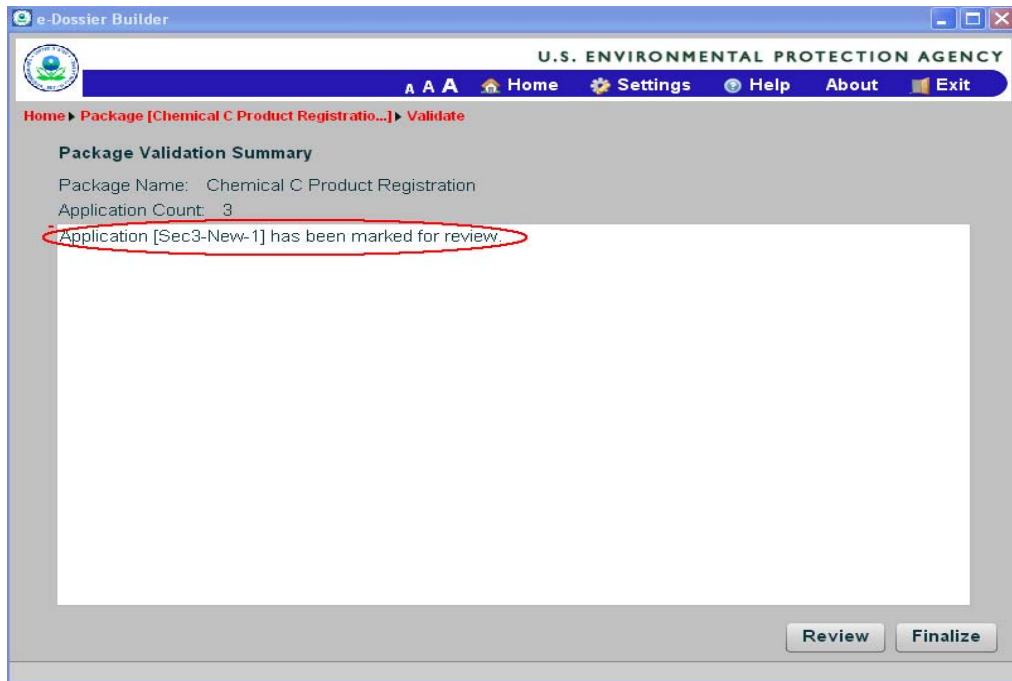 e-Dossier Builder
U.S. ENVIRONMENTAL PROTECTION AGENCY
A A A Home Settings Help About Exit
Home Package [Chemical C Product Registratio...] Validate
Package Validation Summary
Package Name: Chemical C Product Registration
Application Count: 3
Application [Sec3-New-1] has been marked for review.
Review Finalize